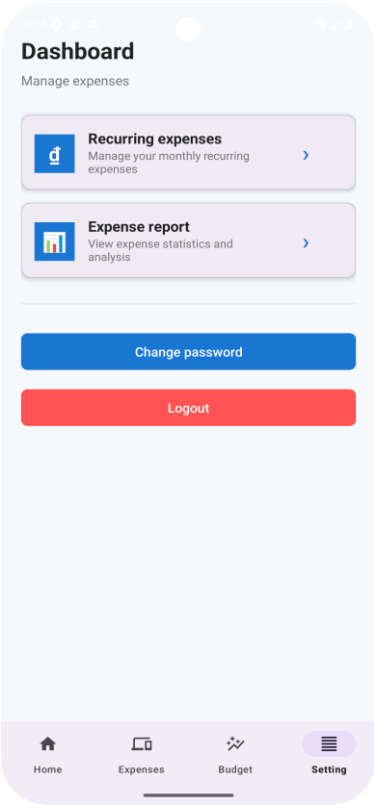 Dashboard
Manage expenses
₫
Recurring expenses
Manage your monthly recurring
expenses
›
Expense report
View expense statistics and
analysis
›
Change password
Logout
Home
Expenses
Budget
Setting